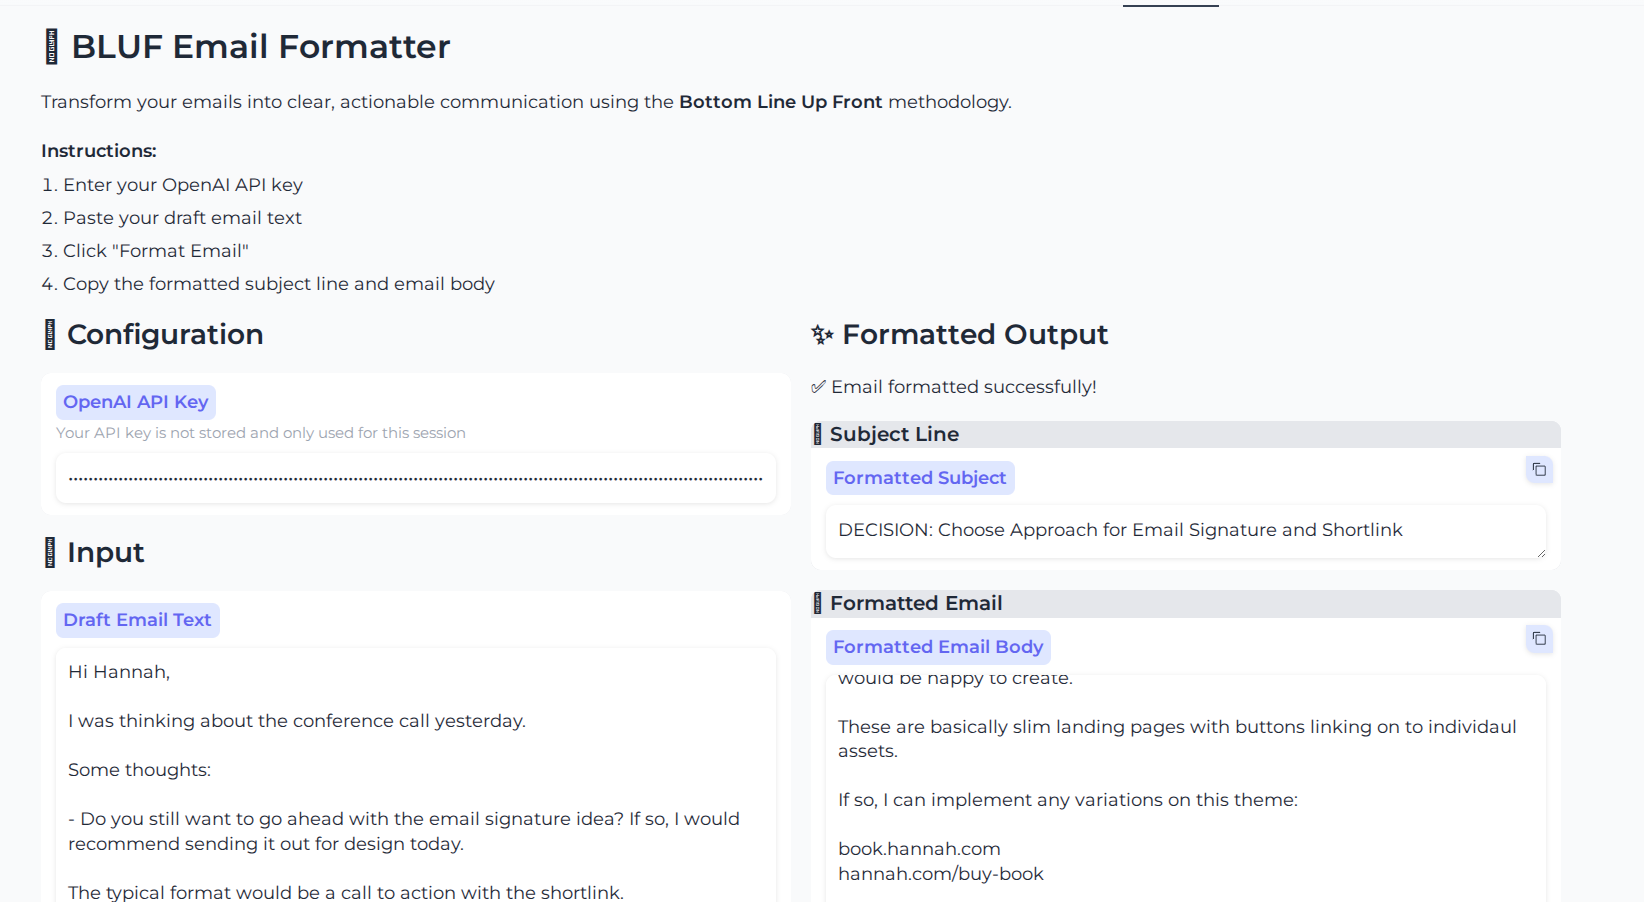 BLUF Email Formatter
Transform your emails into clear, actionable communication using the Bottom Line Up Front methodology.
Instructions:
1. Enter your OpenAI API key
2. Paste your draft email text
3. Click "Format Email"
4. Copy the formatted subject line and email body
Configuration
OpenAI API Key
Your API key is not stored and only used for this session
Input
Draft Email Text
Hi Hannah,
I was thinking about the conference call yesterday.
Some thoughts:
- Do you still want to go ahead with the email signature idea? If so, I would
recommend sending it out for design today.
The typical format would be a call to action with the shortlink.
✨ Formatted Output
✅ Email formatted successfully!
Subject Line
Formatted Subject
DECISION: Choose Approach for Email Signature and Shortlink
Formatted Email
Formatted Email Body
would be happy to create.
These are basically slim landing pages with buttons linking on to individaul
assets.
If so, I can implement any variations on this theme:
book.hannah.com
hannah.com/buy-book